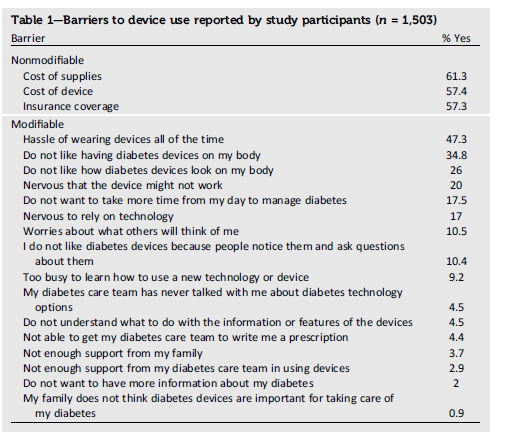 Table 1—Barriers to device use reported by study participants (n = 1,503)
Barrier % Yes
Nonmodifiable
Cost of supplies 61.3
Cost of device 57.4
Insurance coverage 57.3
Modifiable
Hassle of wearing devices all of the time 47.3
Do not like having diabetes devices on my body 34.8
Do not like how diabetes devices look on my body 26
Nervous that the device might not work 20
Do not want to take more time from my day to manage diabetes 17.5
Nervous to rely on technology 17
Worries about what others will think of me 10.5
I do not like diabetes devices because people notice them and ask questions
about them 10.4
Too busy to learn how to use a new technology or device 9.2
My diabetes care team has never talked with me about diabetes technology
options 4.5
Do not understand what to do with the information or features of the devices 4.5
Not able to get my diabetes care team to write me a prescription 4.4
Not enough support from my family 3.7
Not enough support from my diabetes care team in using devices 2.9
Do not want to have more information about my diabetes 2
My family does not think diabetes devices are important for taking care of
my diabetes 0.9